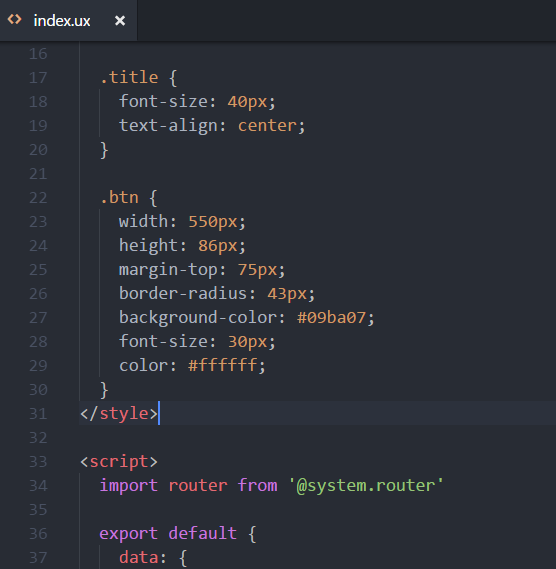 index.ux ×
16
17 .title {
18 font-size: 40px;
19 text-align: center;
20 }
21
22 .btn {
23 width: 550px;
24 height: 86px;
25 margin-top: 75px;
26 border-radius: 43px;
27 background-color: #09ba07;
28 font-size: 30px;
29 color: #ffffff;
30 }
31 </style>
32
33 <script>
34 import router from '@system.router'
35
36 export default {
37 data: {